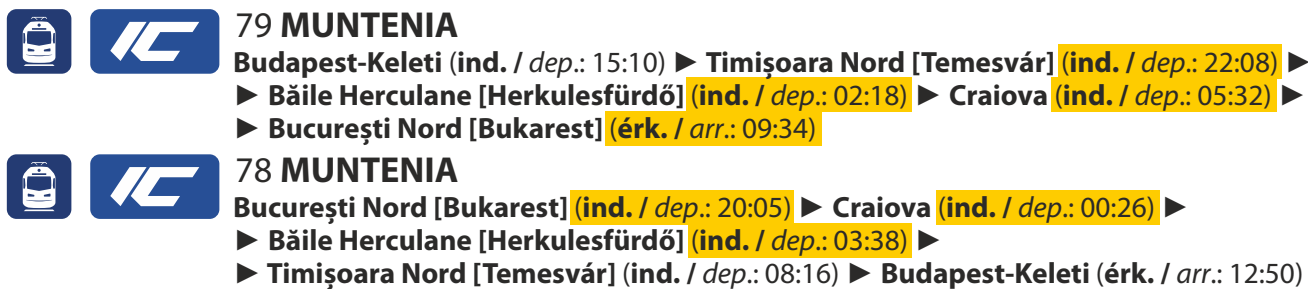 IC 79 MUNTENIA
Budapest-Keleti (ind. / dep.: 15:10) ► Timișoara Nord [Temesvár] (ind. / dep.: 22:08) ►
► Băile Herculane [Herkulesfürdő] (ind. / dep.: 02:18) ► Craiova (ind. / dep.: 05:32) ►
► București Nord [Bukarest] (érk. / arr.: 09:34)
IC 78 MUNTENIA
București Nord [Bukarest] (ind. / dep.: 20:05) ► Craiova (ind. / dep.: 00:26) ►
► Băile Herculane [Herkulesfürdő] (ind. / dep.: 03:38) ►
► Timișoara Nord [Temesvár] (ind. / dep.: 08:16) ► Budapest-Keleti (érk. / arr.: 12:50)